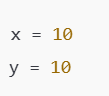 x = 10
y = 10